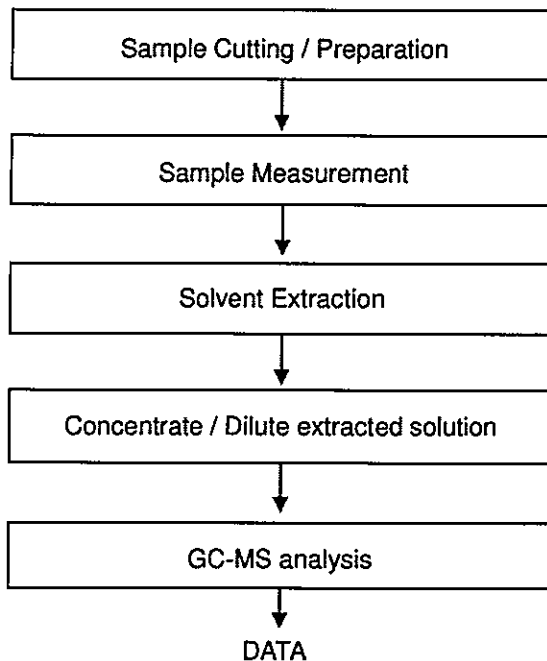 Sample Cutting / Preparation
Sample Measurement
Solvent Extraction
Concentrate / Dilute extracted solution
GC-MS analysis
DATA